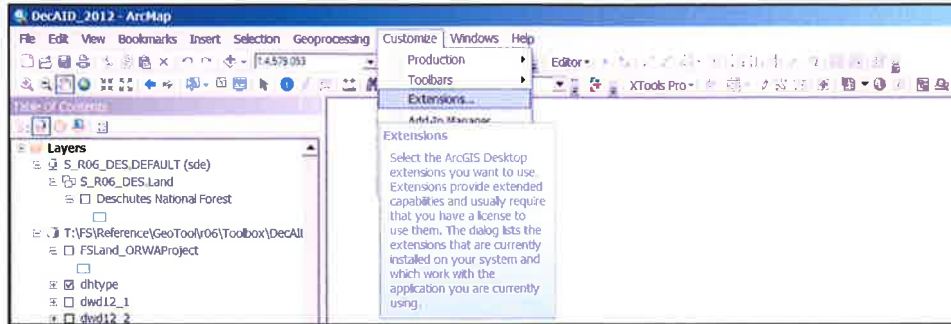 DecAID_2012 - ArcMap
File Edit View Bookmarks Insert Selection Geoprocessing Customize Windows Help
1:4,579,053
Production
Toolbars
Extensions...
Add-In Manager
Editor
XTools Pro
Table of Contents
Layers
S_R06_DES.DEFAULT (sde)
S_R06_DES.Land
Deschutes National Forest
T:\FS\Reference\GeoTool\r06\Toolbox\DecAI
FSLand_ORWAProject
dhtype
dwd12_1
dwd12_2
Extensions
Select the ArcGIS Desktop
extensions you want to use.
Extensions provide extended
capabilities and usually require
that you have a license to
use them. The dialog lists the
extensions that are currently
installed on your system and
which work with the
application you are currently
using.